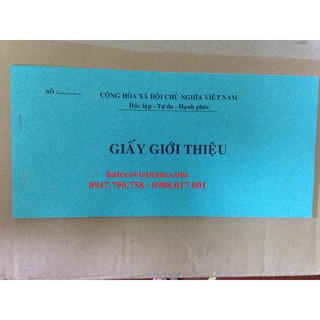 SỐ :..........
CỘNG HÒA XÃ HỘI CHỦ NGHĨA VIỆT NAM
Độc lập - Tự do - Hạnh phúc
GIẤY GIỚI THIỆU
hatecovietnam.com
0947.790.758 / 0988.017.001